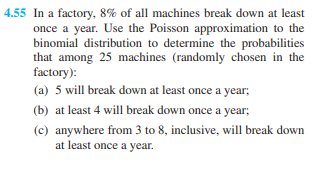 4.55 In a factory, 8% of all machines break down at least
once a year. Use the Poisson approximation to the
binomial distribution to determine the probabilities
that among 25 machines (randomly chosen in the
factory):
(a) 5 will break down at least once a year;
(b) at least 4 will break down once a year;
(c) anywhere from 3 to 8, inclusive, will break down
at least once a year.